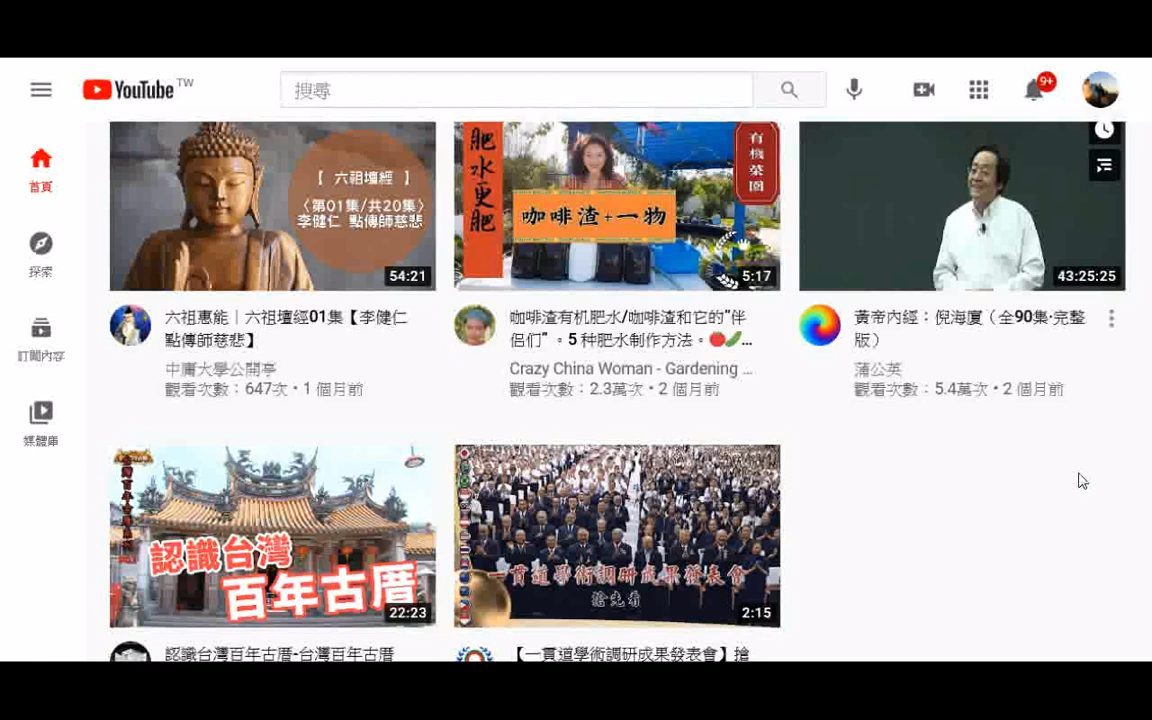 YouTube TW
搜尋
9+
首頁
探索
訂閱內容
媒體庫
【 六祖壇經 】
〈第01集/共20集〉
李健仁 點傳師慈悲
54:21
肥水更肥
咖啡渣+一物
有機菜園
5:17
43:25:25
六祖惠能｜六祖壇經01集【李健仁
點傳師慈悲】
中庸大學公開亭
觀看次數：647次 • 1 個月前
咖啡渣有机肥水/咖啡渣和它的“伴
侣们” 。5 种肥水制作方法。🍅🥒...
Crazy China Woman - Gardening ...
觀看次數：2.3萬次 • 2 個月前
黃帝內經：倪海廈（全90集·完整
版）
蒲公英
觀看次數：5.4萬次 • 2 個月前
認識台灣
百年古厝
22:23
一貫道學術調研成果發表會
搶先看
2:15
認識台灣百年古厝-台灣百年古厝
【一貫道學術調研成果發表會】搶